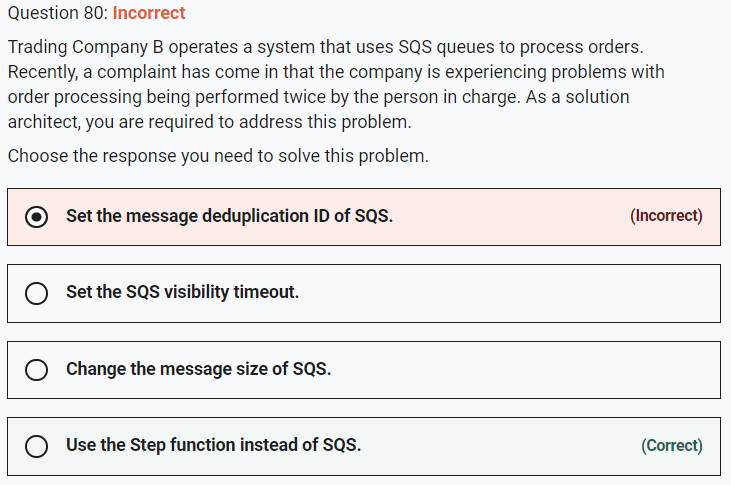 Question 80: Incorrect
Trading Company B operates a system that uses SQS queues to process orders.
Recently, a complaint has come in that the company is experiencing problems with
order processing being performed twice by the person in charge. As a solution
architect, you are required to address this problem.
Choose the response you need to solve this problem.
Set the message deduplication ID of SQS. (Incorrect)
Set the SQS visibility timeout.
Change the message size of SQS.
Use the Step function instead of SQS. (Correct)